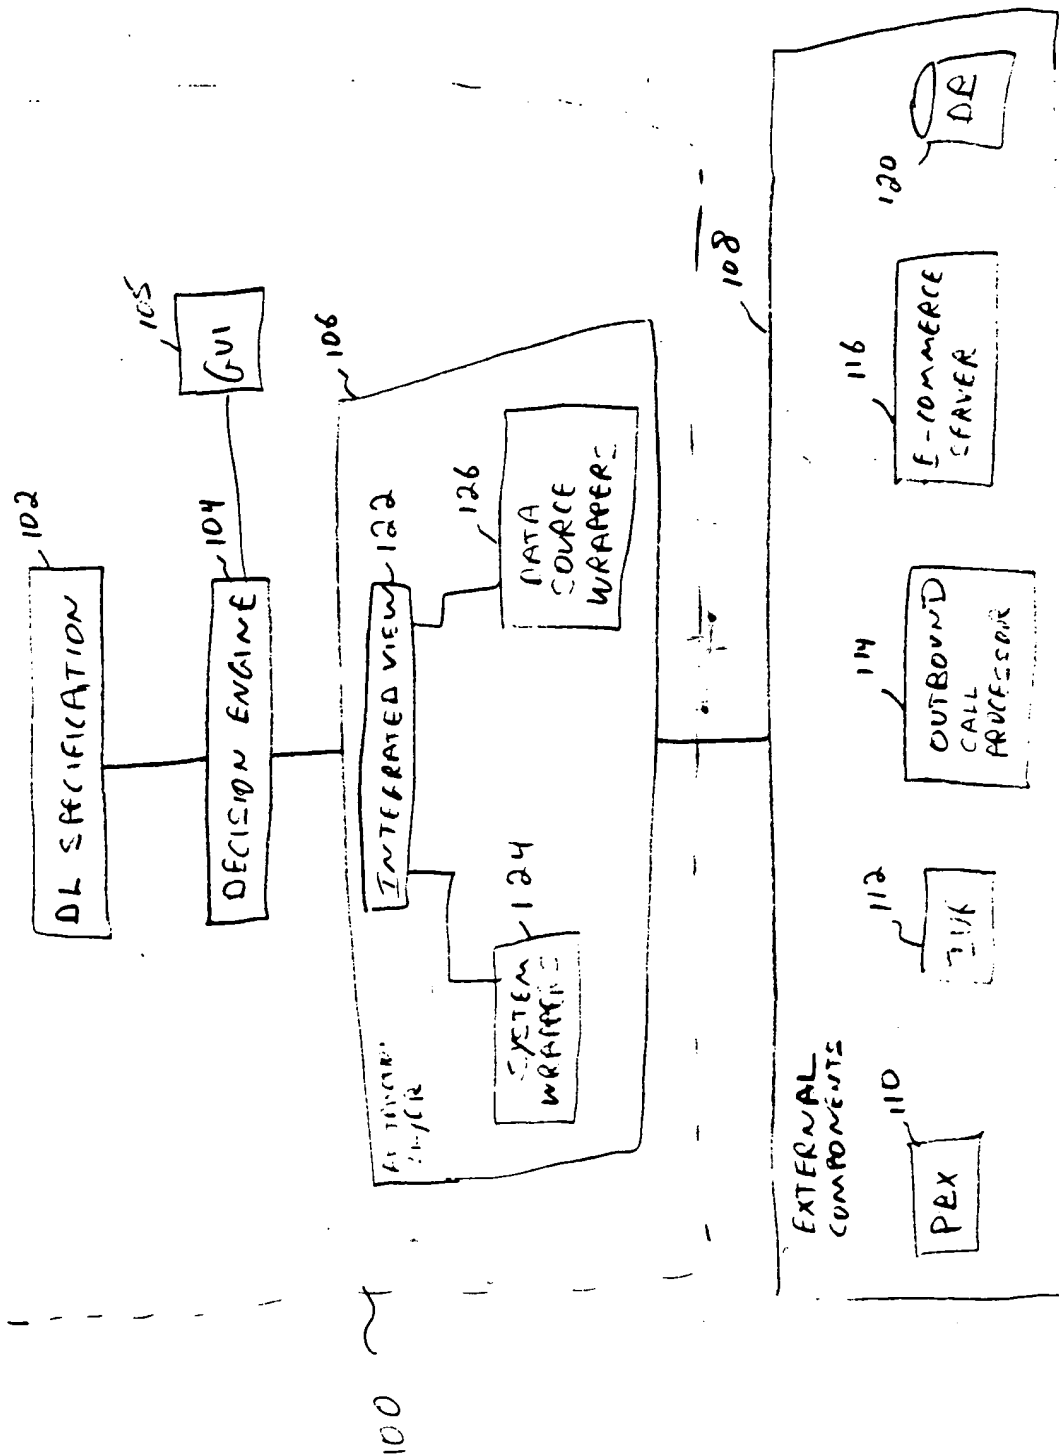 DL SPECIFICATION
102
DECISION ENGINE
104
GUI
105
106
INTEGRATED VIEW
122
SYSTEM
WRAPPERS
124
DATA
SOURCE
WRAPPERS
126
100
108
EXTERNAL
COMPONENTS
PBX
110
IVR
112
OUTBOUND
CALL
PROCESSOR
114
E-COMMERCE
SERVER
116
DB
120